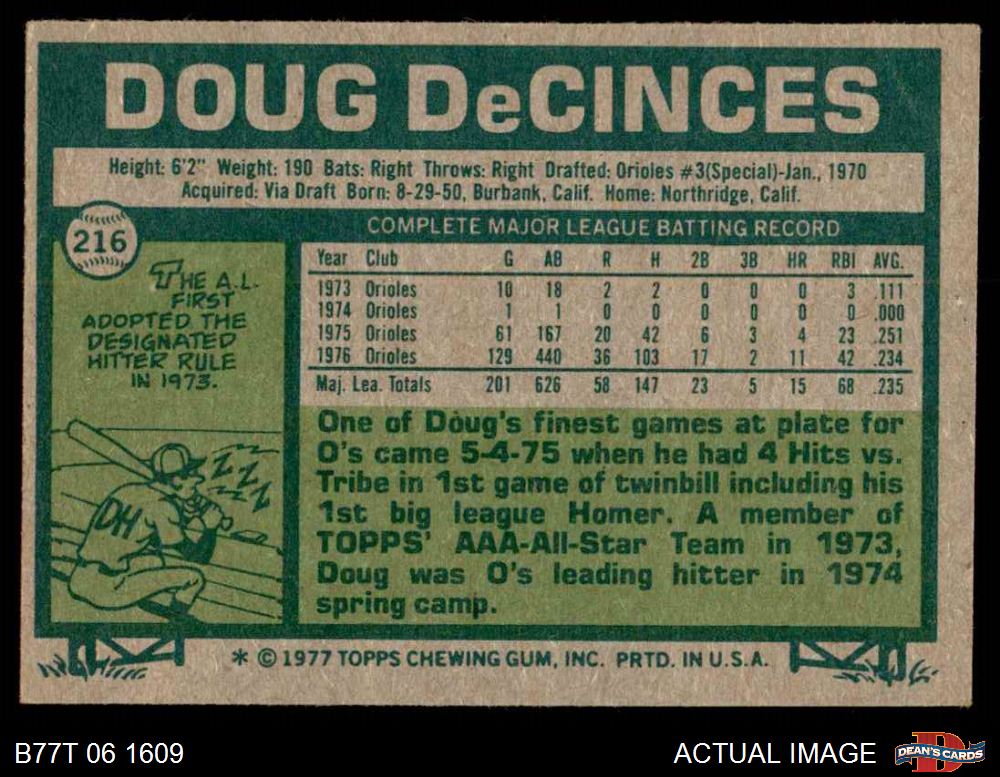 DOUG DeCINCES
Height: 6'2" Weight: 190 Bats: Right Throws: Right Drafted: Orioles #3(Special)-Jan., 1970
Acquired: Via Draft Born: 8-29-50, Burbank, Calif. Home: Northridge, Calif.
216
THE A.L.
FIRST
ADOPTED THE
DESIGNATED
HITTER RULE
IN 1973.
Z Z Z Z
DH
COMPLETE MAJOR LEAGUE BATTING RECORD
Year Club G AB R H 2B 3B HR RBI AVG.
1973 Orioles 10 18 2 2 0 0 0 3 .111
1974 Orioles 1 1 0 0 0 0 0 0 .000
1975 Orioles 61 167 20 42 6 3 4 23 .251
1976 Orioles 129 440 36 103 17 2 11 42 .234
Maj. Lea. Totals 201 626 58 147 23 5 15 68 .235
One of Doug's finest games at plate for
O's came 5-4-75 when he had 4 Hits vs.
Tribe in 1st game of twinbill including his
1st big league Homer. A member of
TOPPS' AAA-All-Star Team in 1973,
Doug was O's leading hitter in 1974
spring camp.
* © 1977 TOPPS CHEWING GUM, INC. PRTD. IN U.S.A.
B77T 06 1609
ACTUAL IMAGE
DEAN'S CARDS